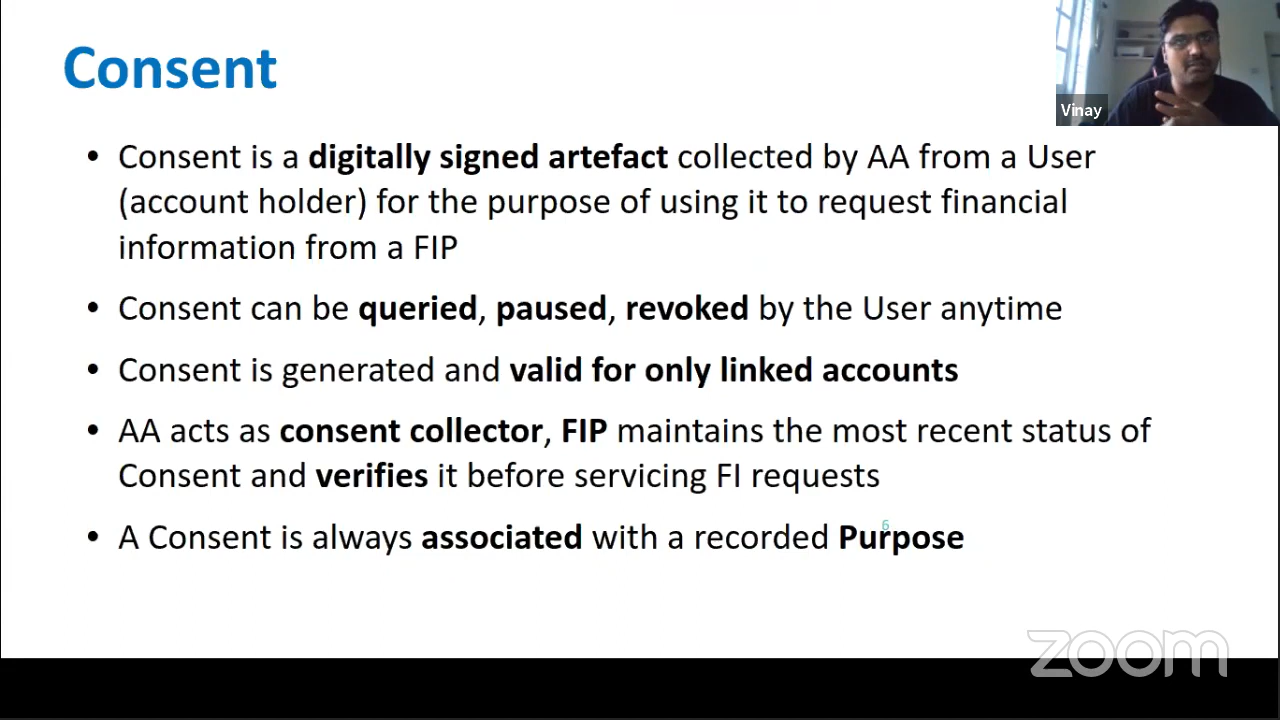 Consent
Vinay
• Consent is a digitally signed artefact collected by AA from a User
(account holder) for the purpose of using it to request financial
information from a FIP
• Consent can be queried, paused, revoked by the User anytime
• Consent is generated and valid for only linked accounts
• AA acts as consent collector, FIP maintains the most recent status of
Consent and verifies it before servicing FI requests
6
• A Consent is always associated with a recorded Purpose
zoom